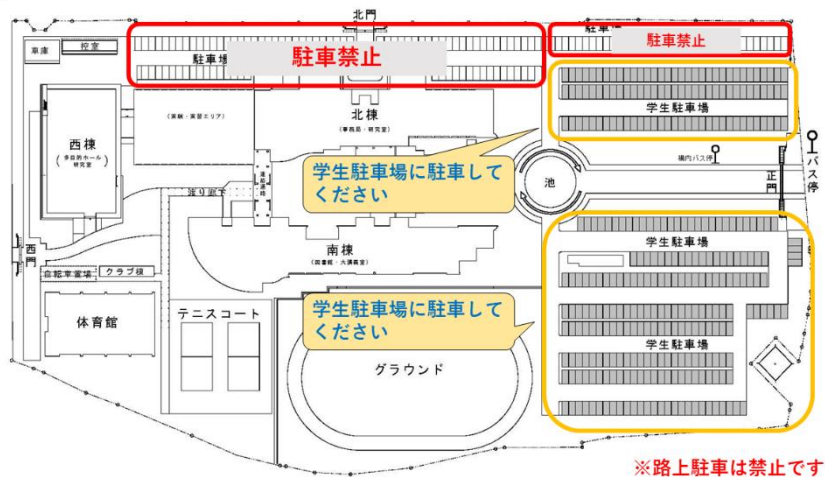 北門
車庫
控室
駐車場
駐車禁止
駐車
駐車禁止
学生駐車場
西棟
(多目的ホール
研究室)
(実験・実習エリア)
北棟
(事務局・研究室)
学生駐車場に駐車して
ください
池
構内バス停
正門
バス停
渡り廊下
西門
自転車置場
クラブ棟
南棟
(図書館・大講義室)
学生駐車場
体育館
テニスコート
学生駐車場に駐車して
ください
グラウンド
学生駐車場
※路上駐車は禁止です